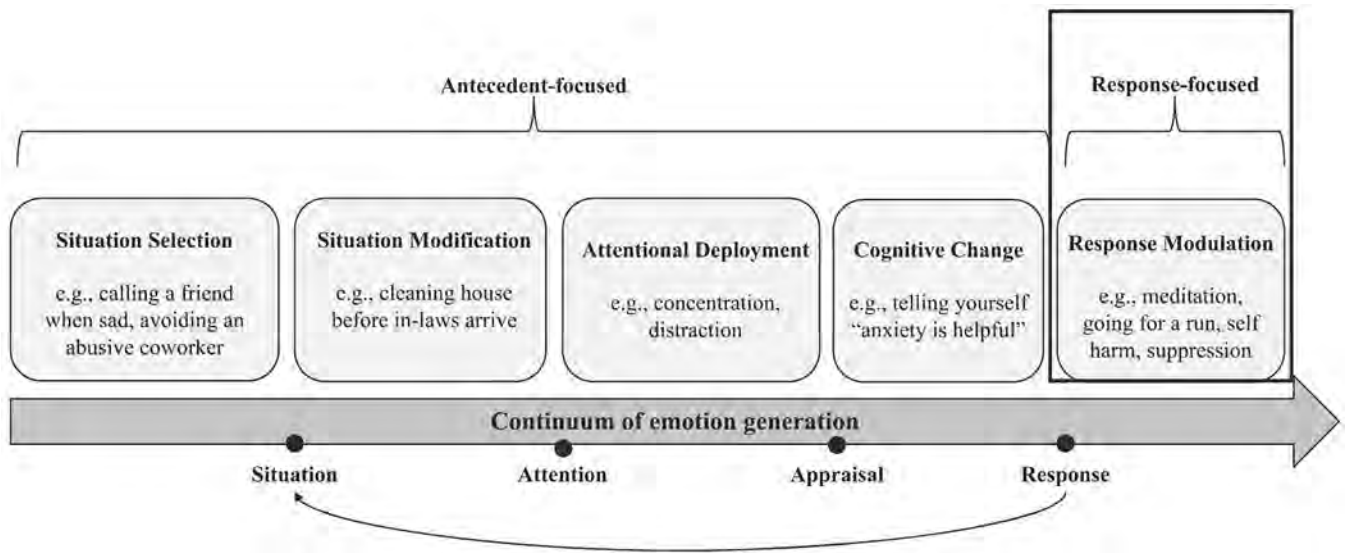 Antecedent-focused
Response-focused
Situation Selection
e.g., calling a friend
when sad, avoiding an
abusive coworker
Situation Modification
e.g., cleaning house
before in-laws arrive
Attentional Deployment
e.g., concentration,
distraction
Cognitive Change
e.g., telling yourself
“anxiety is helpful”
Response Modulation
e.g., meditation,
going for a run, self
harm, suppression
Continuum of emotion generation
Situation
Attention
Appraisal
Response